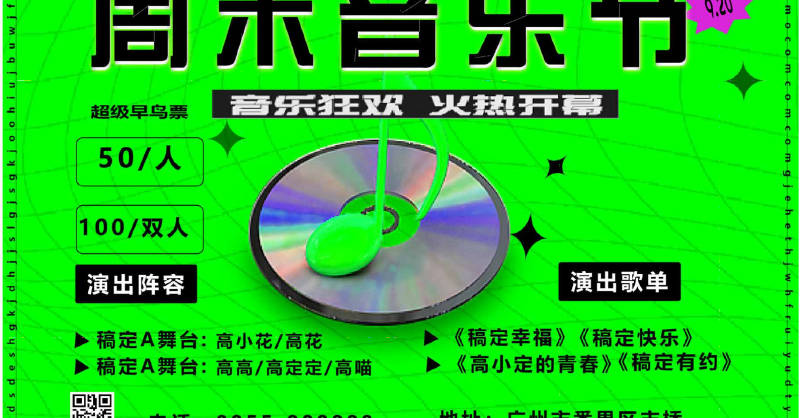 周末音乐节
9.20
超级早鸟票
音乐狂欢 火热开幕
50/人
100/双人
演出阵容
演出歌单
▶ 稿定A舞台: 高小花/高花
▶ 《稿定幸福》《稿定快乐》
▶ 稿定A舞台: 高高/高定定/高喵
▶ 《高小定的青春》《稿定有约》